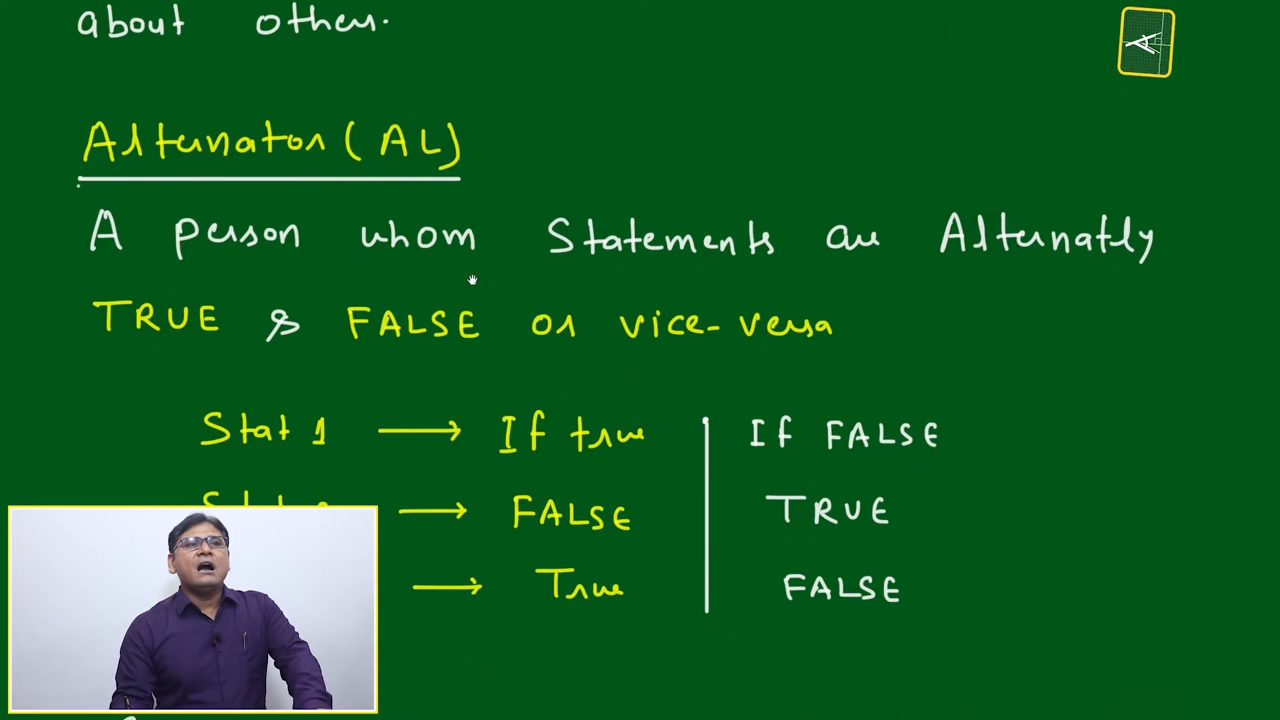 about other.
Alternator (AL)
A person whom Statements are Alternatly
TRUE & FALSE or vice-versa
Stat 1 → If true | If FALSE
→ FALSE | TRUE
→ True | FALSE